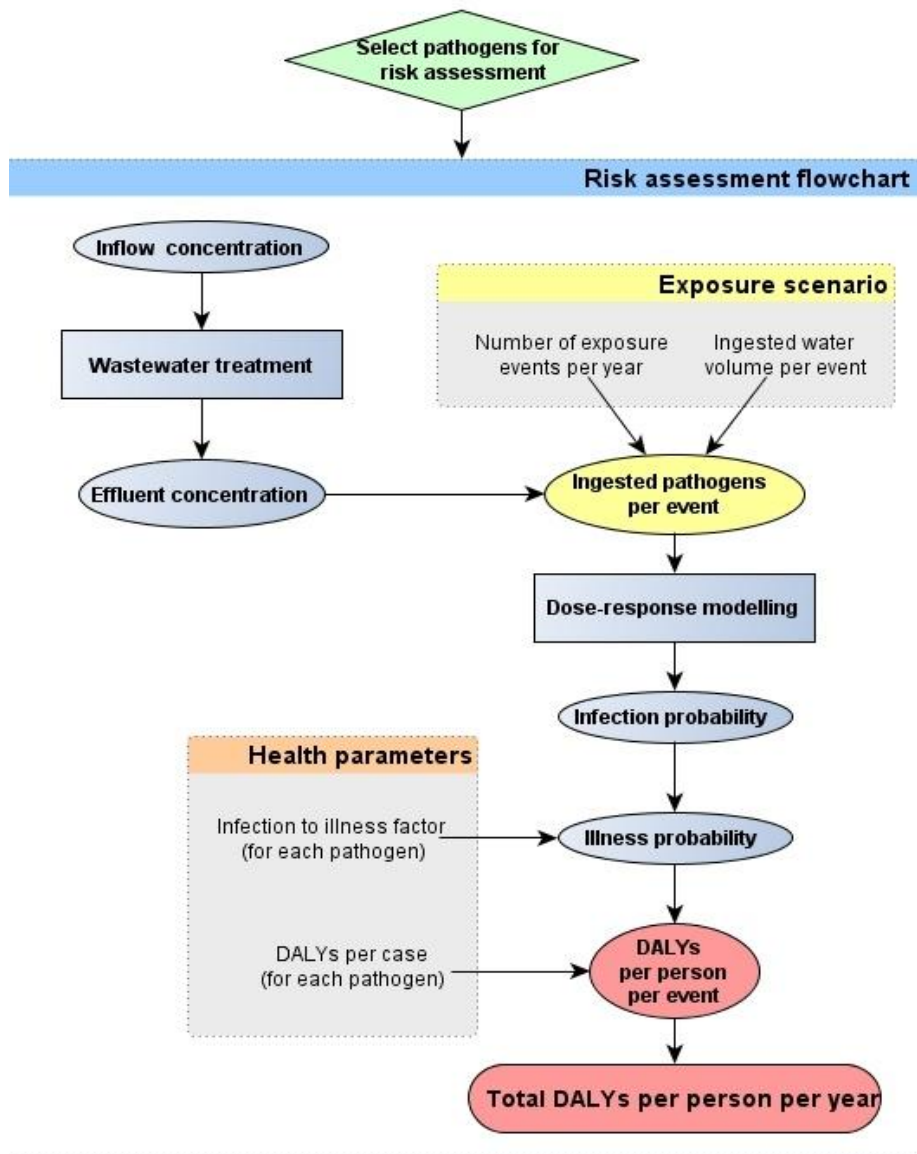 Select pathogens for
risk assessment
Risk assessment flowchart
Inflow concentration
Wastewater treatment
Effluent concentration
Exposure scenario
Number of exposure
events per year
Ingested water
volume per event
Ingested pathogens
per event
Dose-response modelling
Infection probability
Health parameters
Infection to illness factor
(for each pathogen)
Illness probability
DALYs per case
(for each pathogen)
DALYs
per person
per event
Total DALYs per person per year